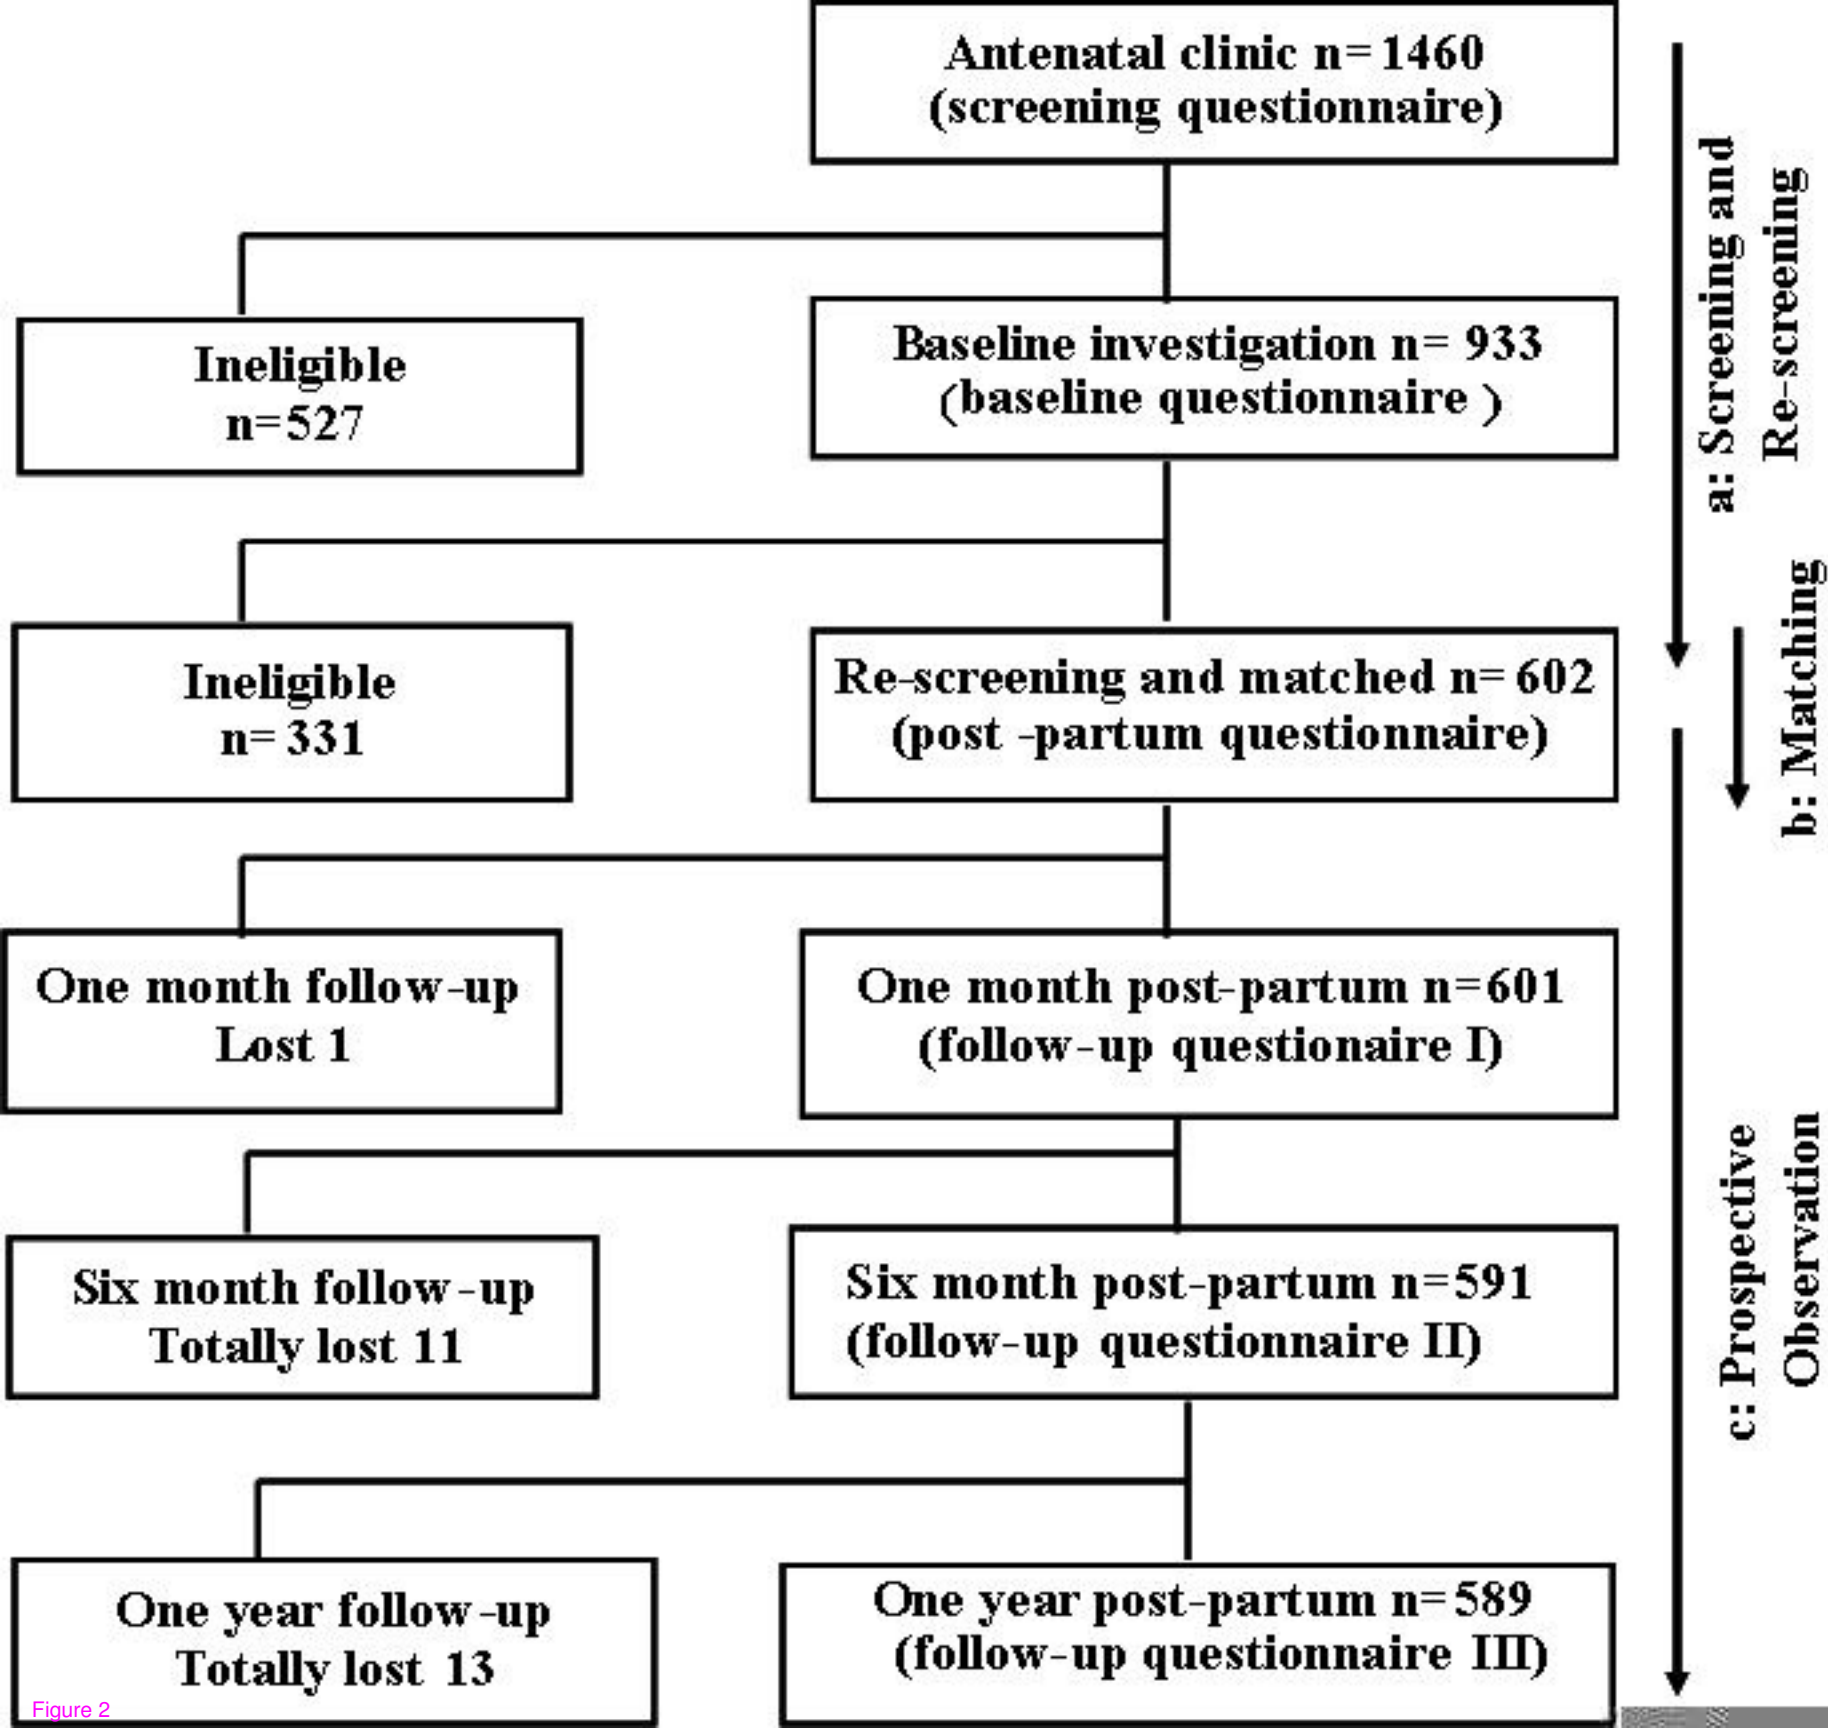 Antenatal clinic n=1460
(screening questionnaire)
Ineligible
n=527
Baseline investigation n= 933
(baseline questionnaire )
Ineligible
n= 331
Re-screening and matched n= 602
(post -partum questionnaire)
One month follow-up
Lost 1
One month post-partum n=601
(follow-up questionaire I)
Six month follow-up
Totally lost 11
Six month post-partum n=591
(follow-up questionnaire II)
One year follow-up
Totally lost 13
One year post-partum n=589
(follow-up questionnaire III)
a: Screening and
Re-screening
b: Matching
c: Prospective
Observation
Figure 2